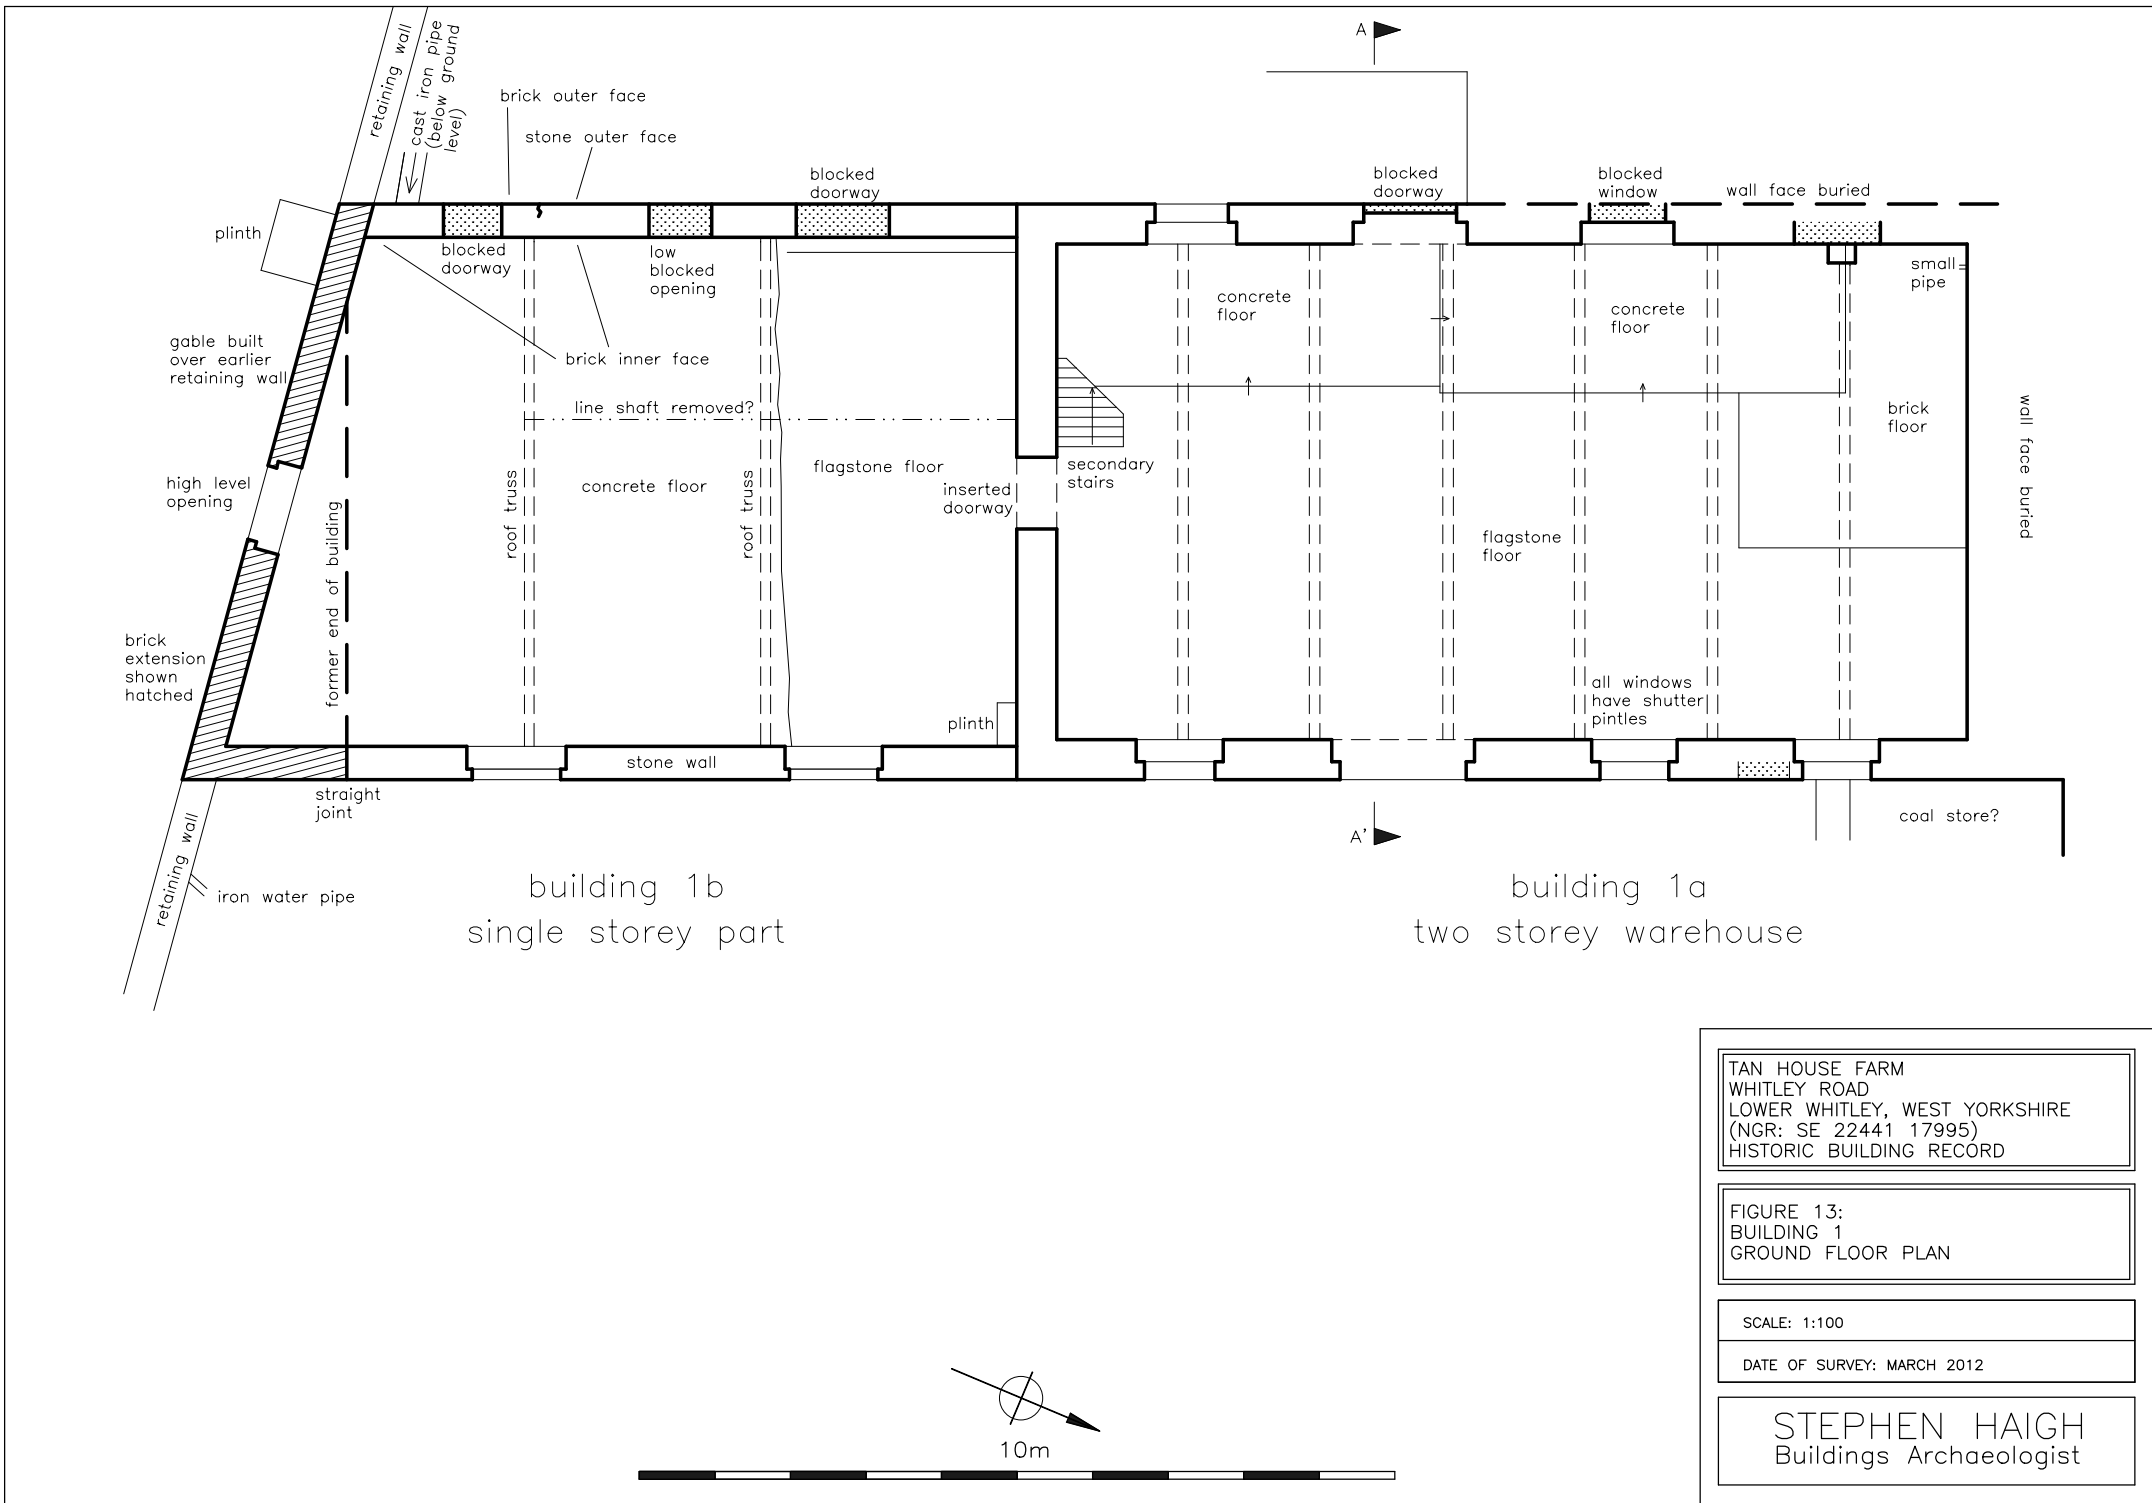 A
retaining wall
cast iron pipe
(below ground
level)
brick outer face
stone outer face
blocked
doorway
blocked
doorway
blocked
window
wall face buried
plinth
blocked
doorway
low
blocked
opening
small
pipe
concrete
floor
concrete
floor
gable built
over earlier
retaining wall
brick inner face
line shaft removed?
brick
floor
wall face buried
high level
opening
former end of building
roof truss
concrete floor
roof truss
flagstone floor
inserted
doorway
secondary
stairs
flagstone
floor
brick
extension
shown
hatched
all windows
have shutter
pintles
plinth
stone wall
straight
joint
coal store?
A'
retaining wall
iron water pipe
building 1b
single storey part
building 1a
two storey warehouse
TAN HOUSE FARM
WHITLEY ROAD
LOWER WHITLEY, WEST YORKSHIRE
(NGR: SE 22441 17995)
HISTORIC BUILDING RECORD
FIGURE 13:
BUILDING 1
GROUND FLOOR PLAN
SCALE: 1:100
DATE OF SURVEY: MARCH 2012
STEPHEN HAIGH
Buildings Archaeologist
10m